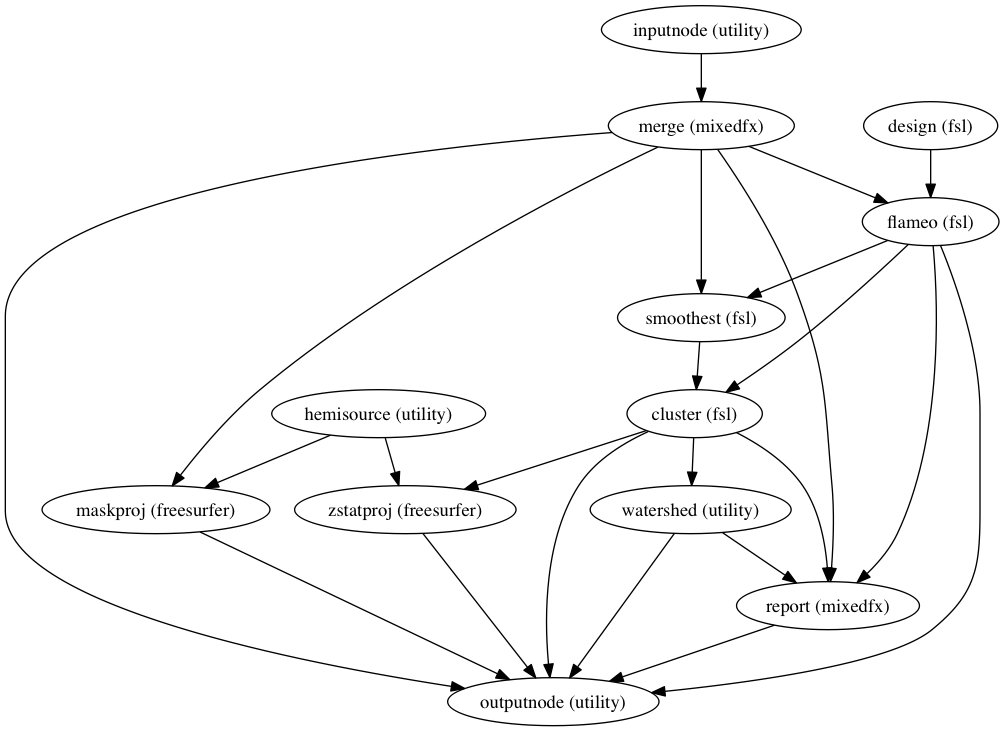 inputnode (utility)
merge (mixedfx)
design (fsl)
flameo (fsl)
smoothest (fsl)
hemisource (utility)
cluster (fsl)
maskproj (freesurfer)
zstatproj (freesurfer)
watershed (utility)
report (mixedfx)
outputnode (utility)